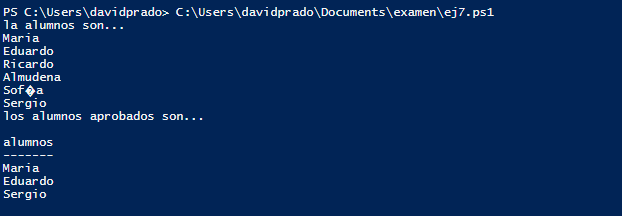 PS C:\Users\davidprado> C:\Users\davidprado\Documents\examen\ej7.ps1
la alumnos son...
Maria
Eduardo
Ricardo
Almudena
Sof�a
Sergio
los alumnos aprobados son...
alumnos
-------
Maria
Eduardo
Sergio